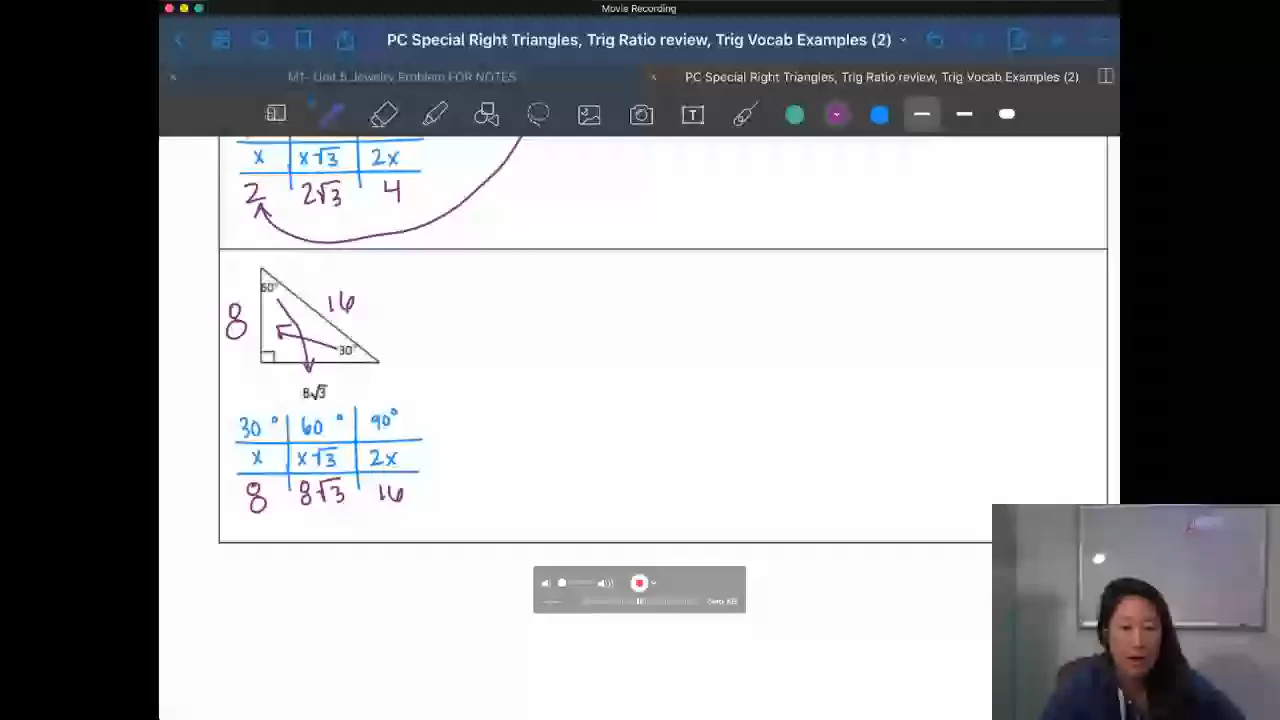 Movie Recording
PC Special Right Triangles, Trig Ratio review, Trig Vocab Examples (2)
M1- Unit 5 Jewelry Problem FOR NOTES
PC Special Right Triangles, Trig Ratio review, Trig Vocab Examples (2)
T
x x√3 2x
2 2√3 4
60°
16
8
30°
8√3
30° 60° 90°
x x√3 2x
8 8√3 16